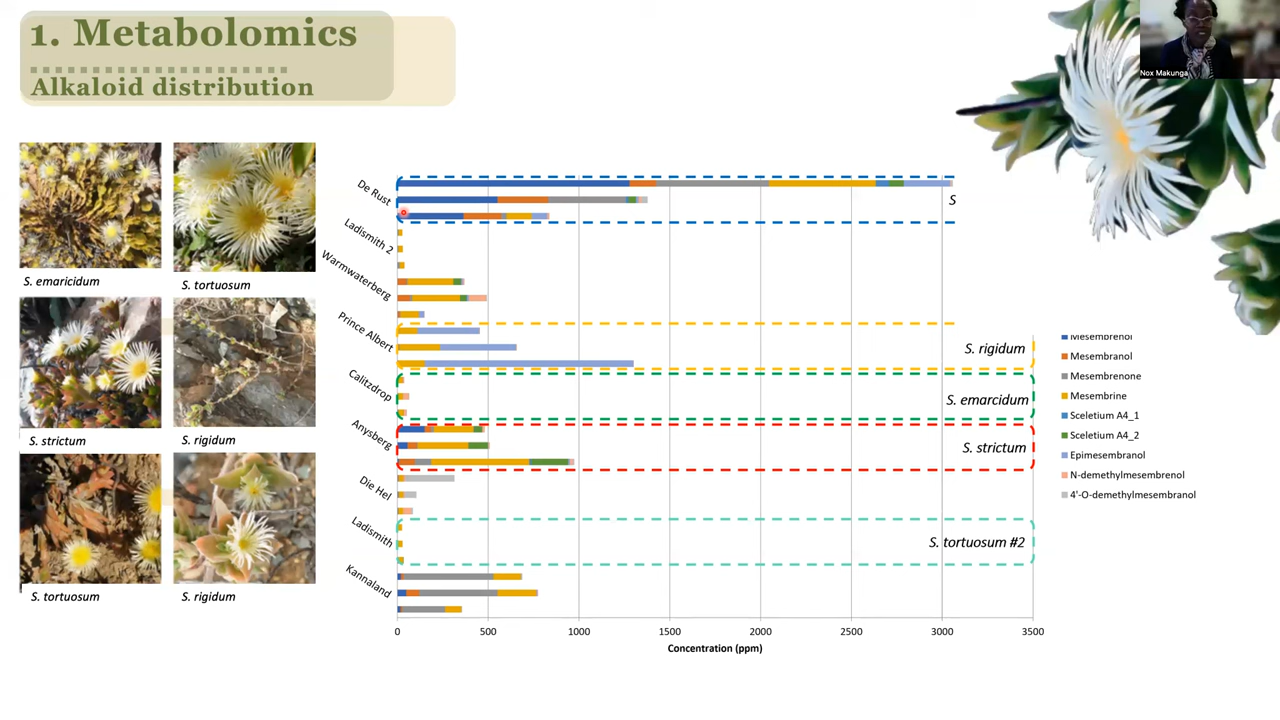 1. Metabolomics
Alkaloid distribution
Nox Makunga
S. emaricidum
S. tortuosum
S. strictum
S. rigidum
S. tortuosum
S. rigidum
De Rust
Ladismith 2
Warmwaterberg
Prince Albert
Calitzdrop
Anysberg
Die Hel
Ladismith
Kannaland
S
S. rigidum
S. emarcidum
S. strictum
S. tortuosum #2
0 500 1000 1500 2000 2500 3000 3500
Concentration (ppm)
Mesembrenol
Mesembranol
Mesembrenone
Mesembrine
Sceletium A4_1
Sceletium A4_2
Epimesembranol
N-demethylmesembrenol
4'-O-demethylmesembranol